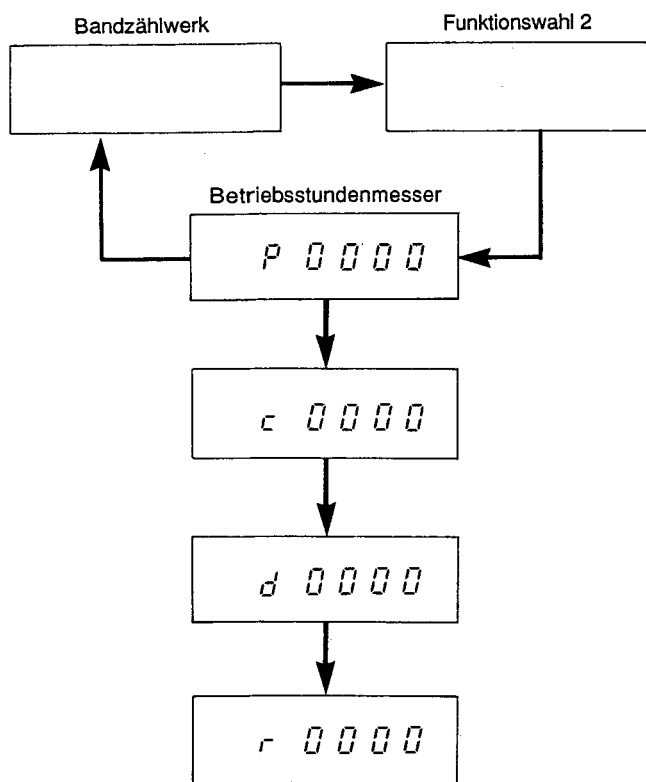 Bandzählwerk
Funktionswahl 2
Betriebsstundenmesser
P 0000
c 0000
d 0000
r 0000